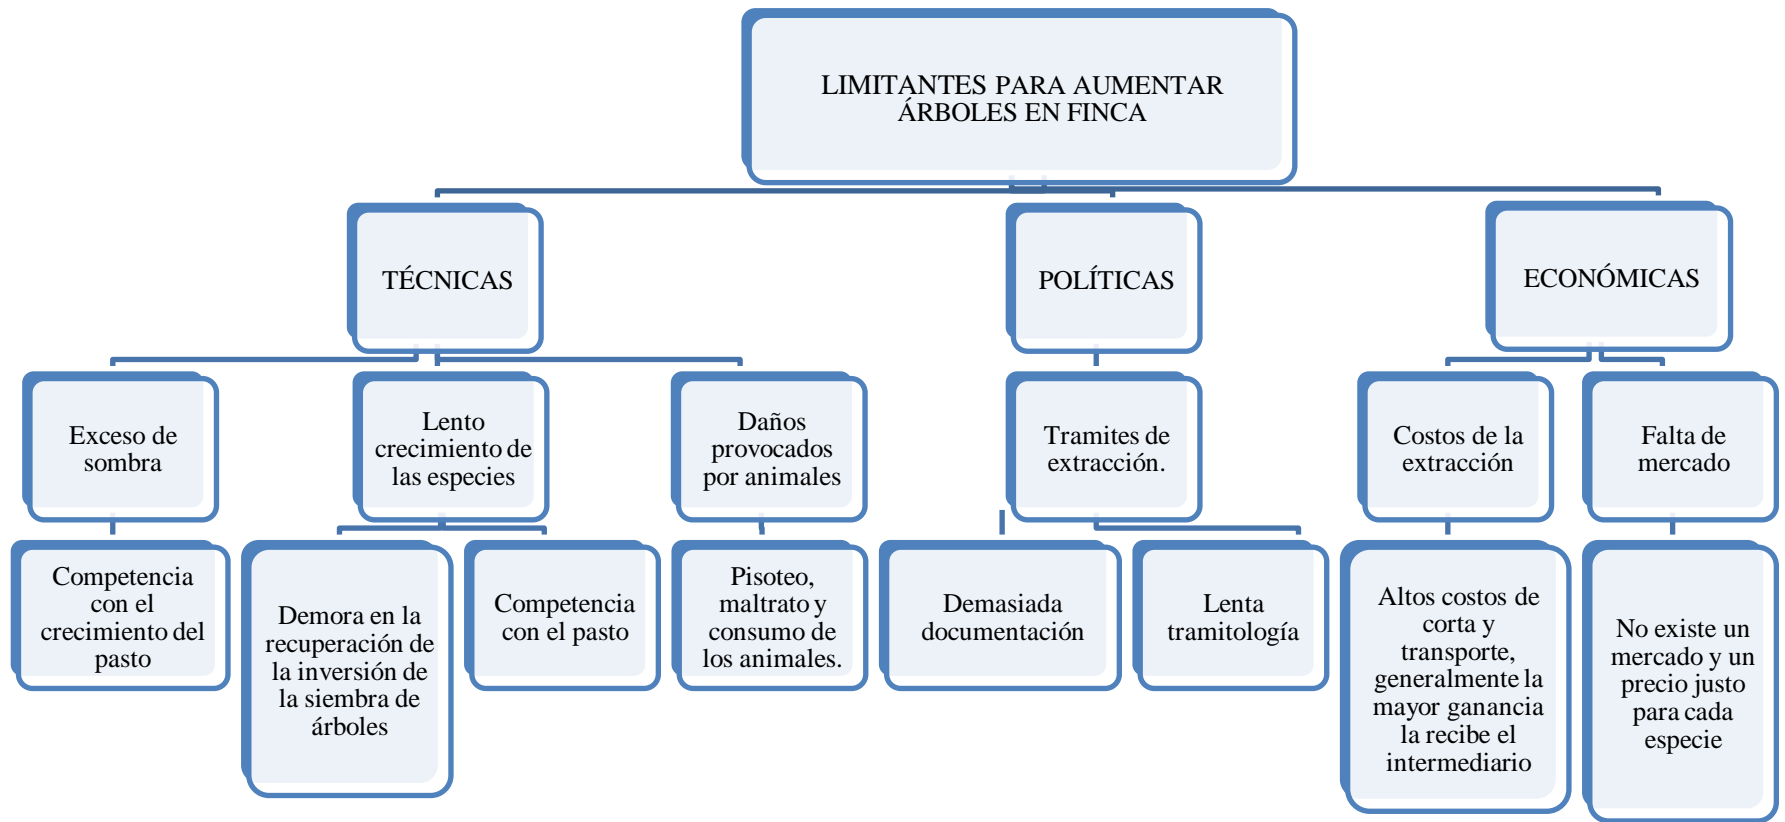 LIMITANTES PARA AUMENTAR
ÁRBOLES EN FINCA
TÉCNICAS
POLÍTICAS
ECONÓMICAS
Exceso de
sombra
Lento
crecimiento de
las especies
Daños
provocados
por animales
Tramites de
extracción.
Costos de la
extracción
Falta de
mercado
Competencia
con el
crecimiento del
pasto
Demora en la
recuperación de
la inversión de
la siembra de
árboles
Competencia
con el pasto
Pisoteo,
maltrato y
consumo de
los animales.
Demasiada
documentación
Lenta
tramitología
Altos costos de
corta y
transporte,
generalmente la
mayor ganancia
la recibe el
intermediario
No existe un
mercado y un
precio justo
para cada
especie